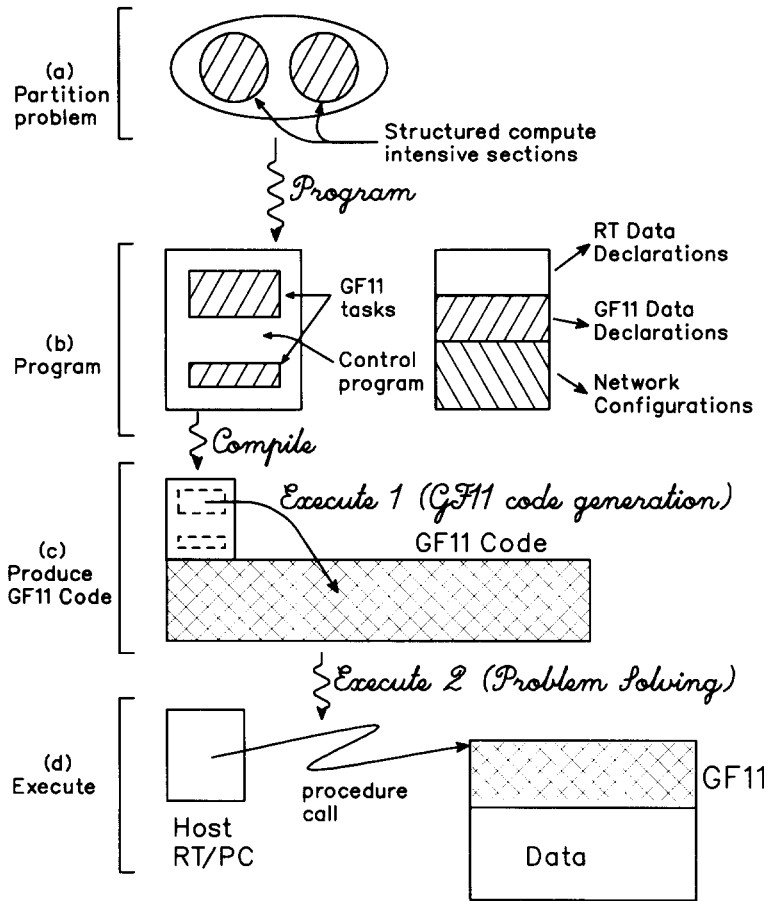 (a)
Partition
problem
Structured compute
intensive sections
Program
(b)
Program
GF11
tasks
Control
program
RT Data
Declarations
GF11 Data
Declarations
Network
Configurations
Compile
(c)
Produce
GF11 Code
Execute 1 (GF11 code generation)
GF11 Code
Execute 2 (Problem Solving)
(d)
Execute
procedure
call
Host
RT/PC
GF11
Data